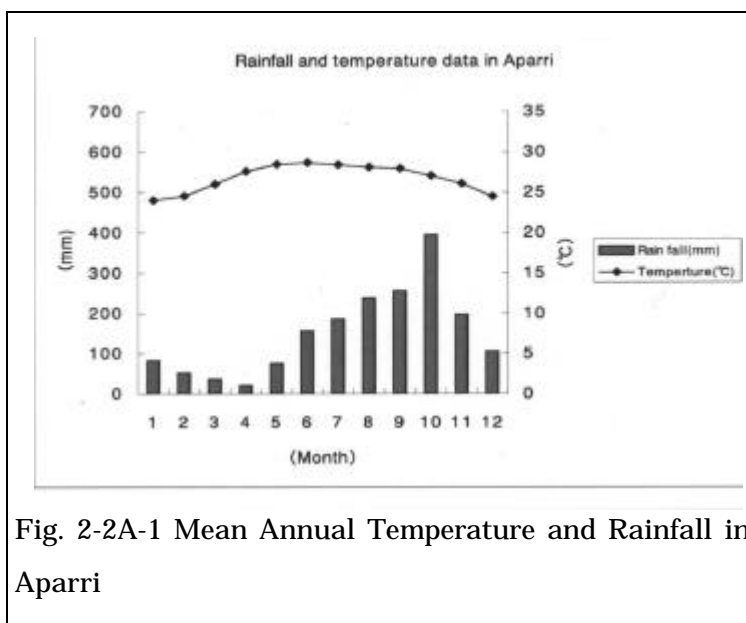 Rainfall and temperature data in Aparri
700
600
500
400
300
200
100
0
(mm)
35
30
25
20
15
10
5
0
(℃)
1 2 3 4 5 6 7 8 9 10 11 12
(Month)
Rain fall(mm)
Temperture(℃)
Fig. 2-2A-1 Mean Annual Temperature and Rainfall in
Aparri